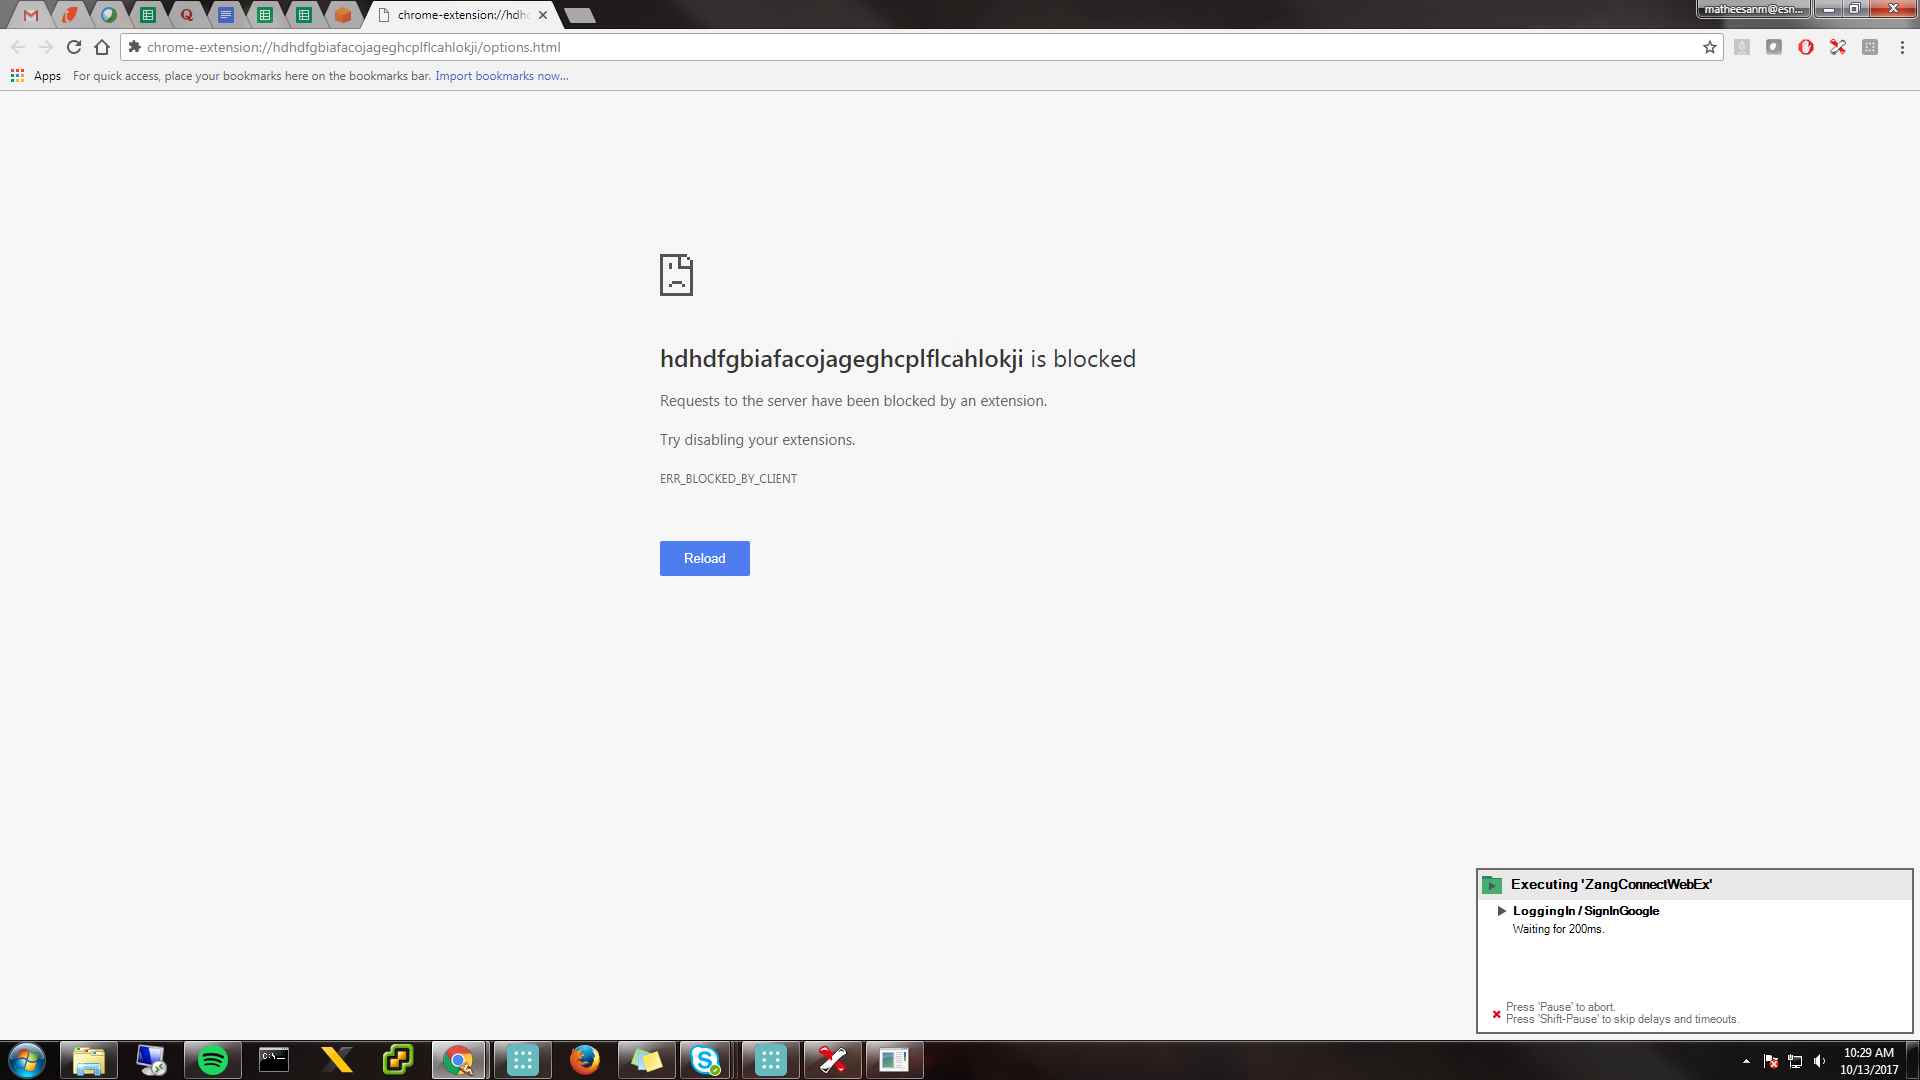 chrome-extension://hdhd
matheesanm@esn...
chrome-extension://hdhdfgbiafacojageghcplflcahlokji/options.html
Apps For quick access, place your bookmarks here on the bookmarks bar. Import bookmarks now...
hdhdfgbiafacojageghcplflcahlokji is blocked
Requests to the server have been blocked by an extension.
Try disabling your extensions.
ERR_BLOCKED_BY_CLIENT
Reload
Executing 'ZangConnectWebEx'
LoggingIn / SignInGoogle
Waiting for 200ms.
Press 'Pause' to abort.
Press 'Shift-Pause' to skip delays and timeouts.
10:29 AM
10/13/2017